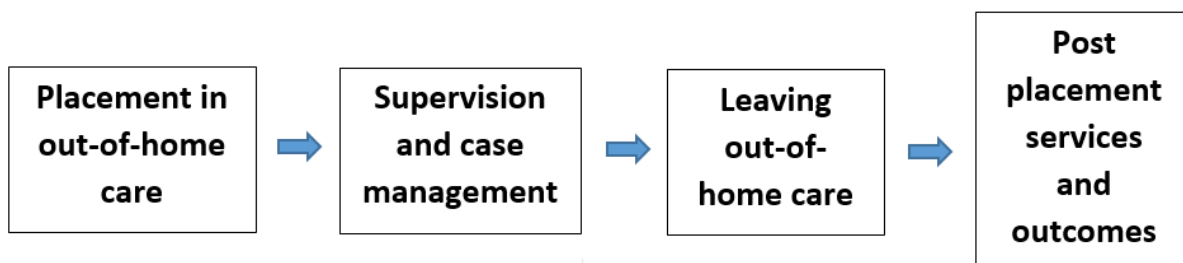 Placement in
out-of-home
care
Supervision
and case
management
Leaving
out-of-
home care
Post
placement
services
and
outcomes